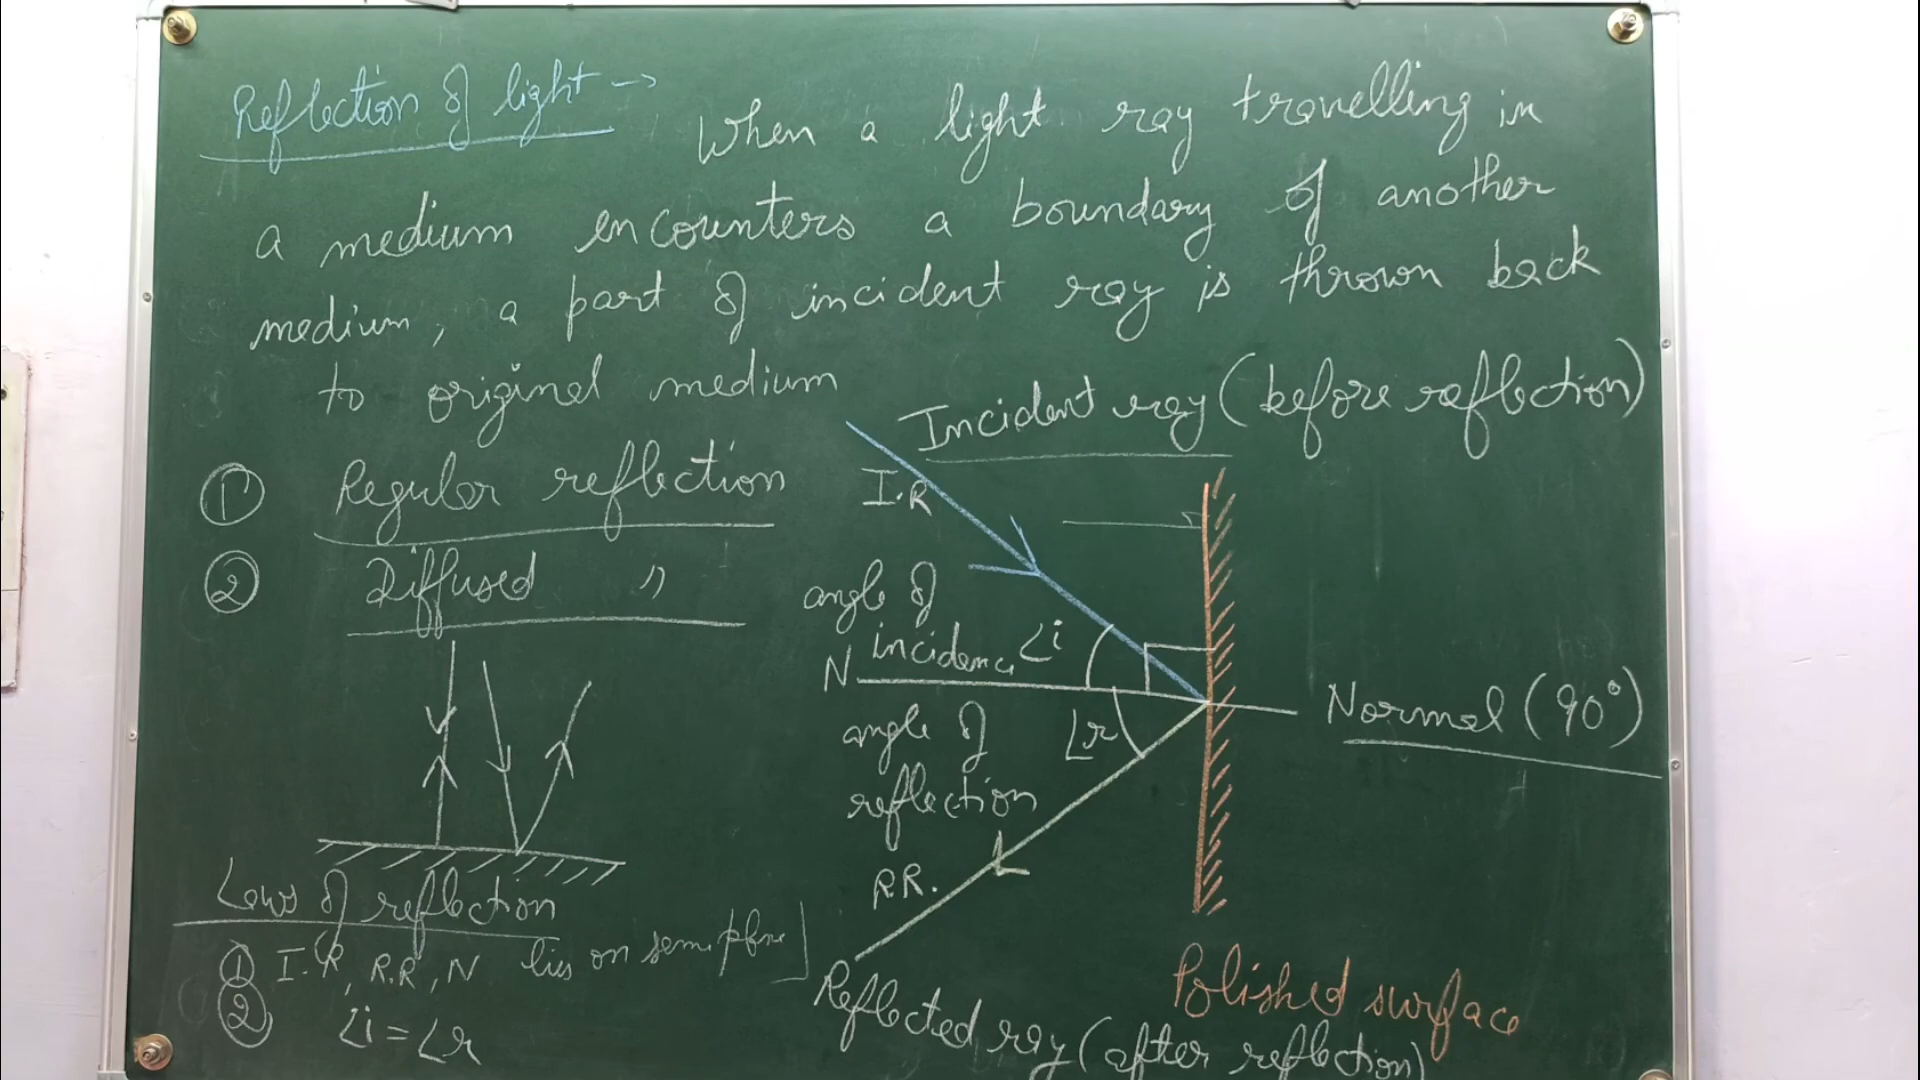 Reflection of light →
When a light ray travelling in
a medium encounters a boundary of another
medium, a part of incident ray is thrown back
to original medium
Incident ray (before reflection)
① Regular reflection
② Diffused "
I.R
angle of
incidence ∠i
N
Normal (90°)
angle of
reflection
∠r
R.R.
Polished surface
Reflected ray (after reflection)
Laws of reflection
① I.R, R.R, N lies on same plane
② ∠i = ∠r